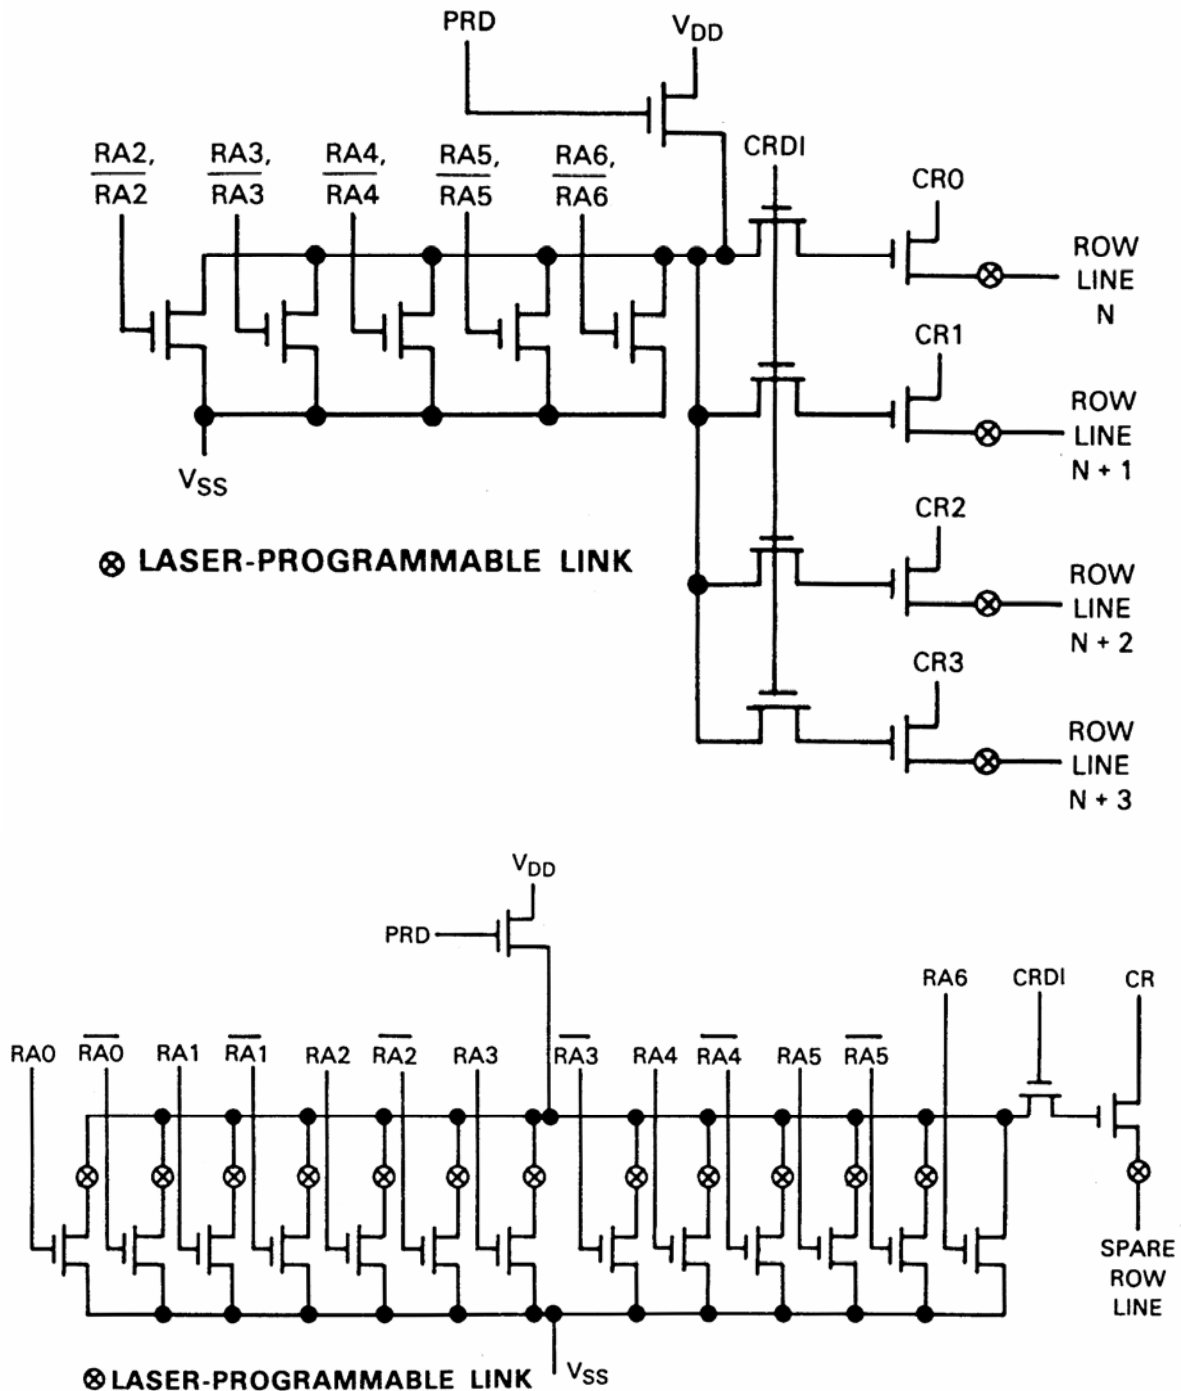 PRD
VDD
RA2, RA3, RA4, RA5, RA6,
RA2 RA3 RA4 RA5 RA6
CRDI
CR0
ROW
LINE
N
CR1
ROW
LINE
N + 1
VSS
CR2
⊗ LASER-PROGRAMMABLE LINK
ROW
LINE
N + 2
CR3
ROW
LINE
N + 3
VDD
PRD
RA6 CRDI CR
RA0 RA0 RA1 RA1 RA2 RA2 RA3 RA3 RA4 RA4 RA5 RA5
SPARE
ROW
LINE
VSS
⊗ LASER-PROGRAMMABLE LINK